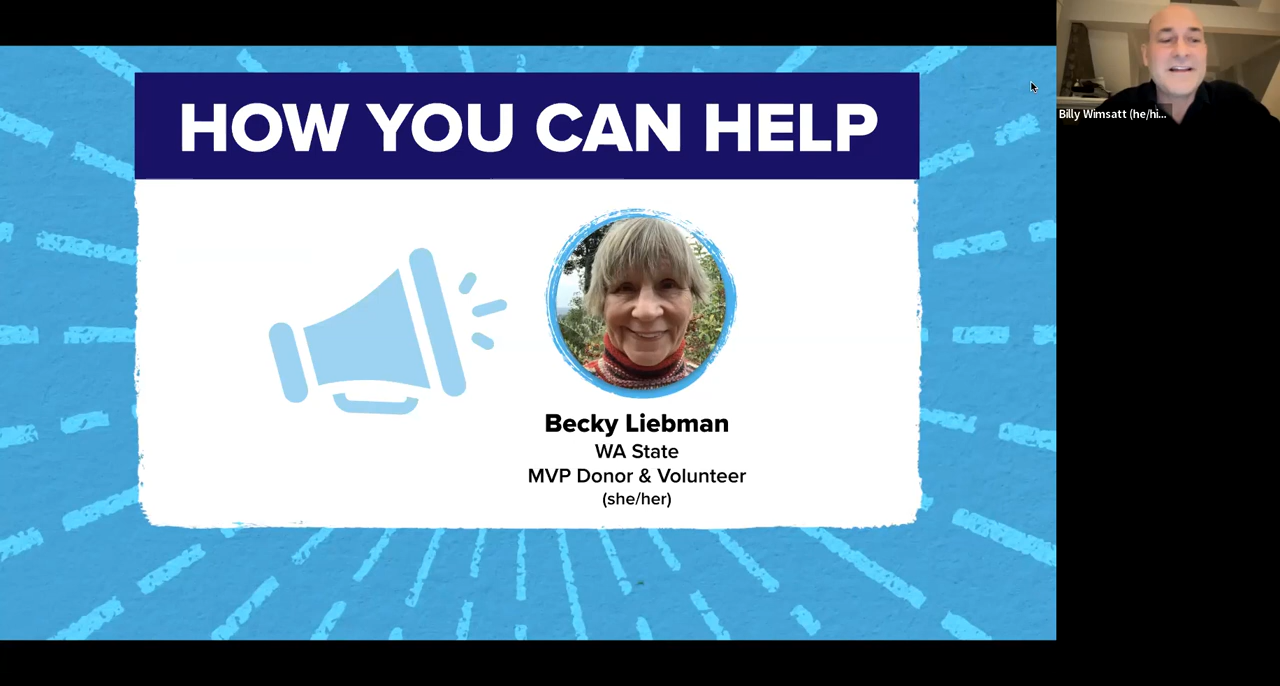 HOW YOU CAN HELP
Becky Liebman
WA State
MVP Donor & Volunteer
(she/her)
Billy Wimsatt (he/hi...